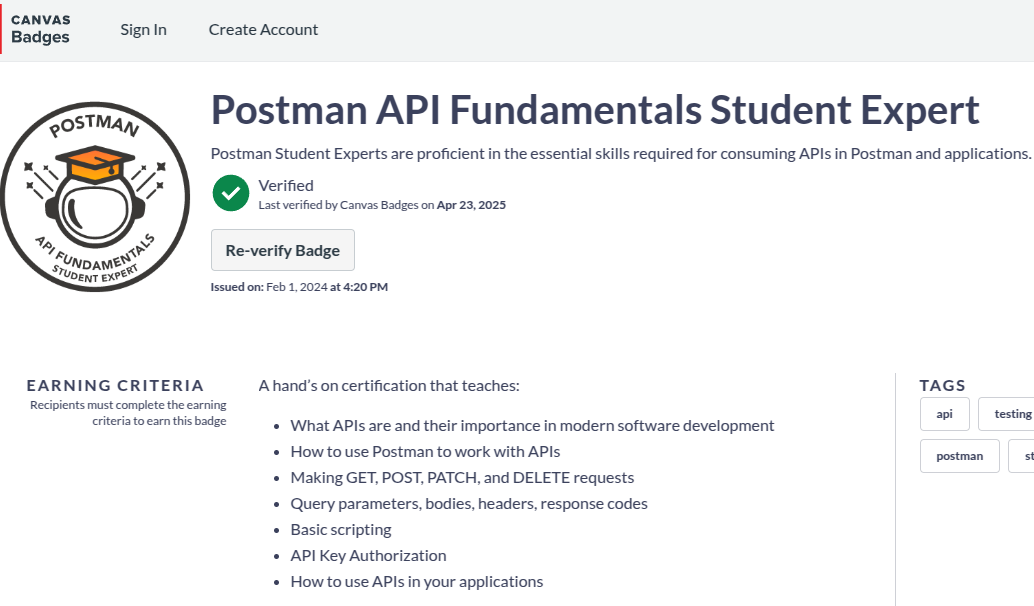 CANVAS
Badges
Sign In
Create Account
POSTMAN
API FUNDAMENTALS
STUDENT EXPERT
Postman API Fundamentals Student Expert
Postman Student Experts are proficient in the essential skills required for consuming APIs in Postman and applications.
Verified
Last verified by Canvas Badges on Apr 23, 2025
Re-verify Badge
Issued on: Feb 1, 2024 at 4:20 PM
EARNING CRITERIA
Recipients must complete the earning
criteria to earn this badge
A hand's on certification that teaches:
• What APIs are and their importance in modern software development
• How to use Postman to work with APIs
• Making GET, POST, PATCH, and DELETE requests
• Query parameters, bodies, headers, response codes
• Basic scripting
• API Key Authorization
• How to use APIs in your applications
TAGS
api
testing
postman
st